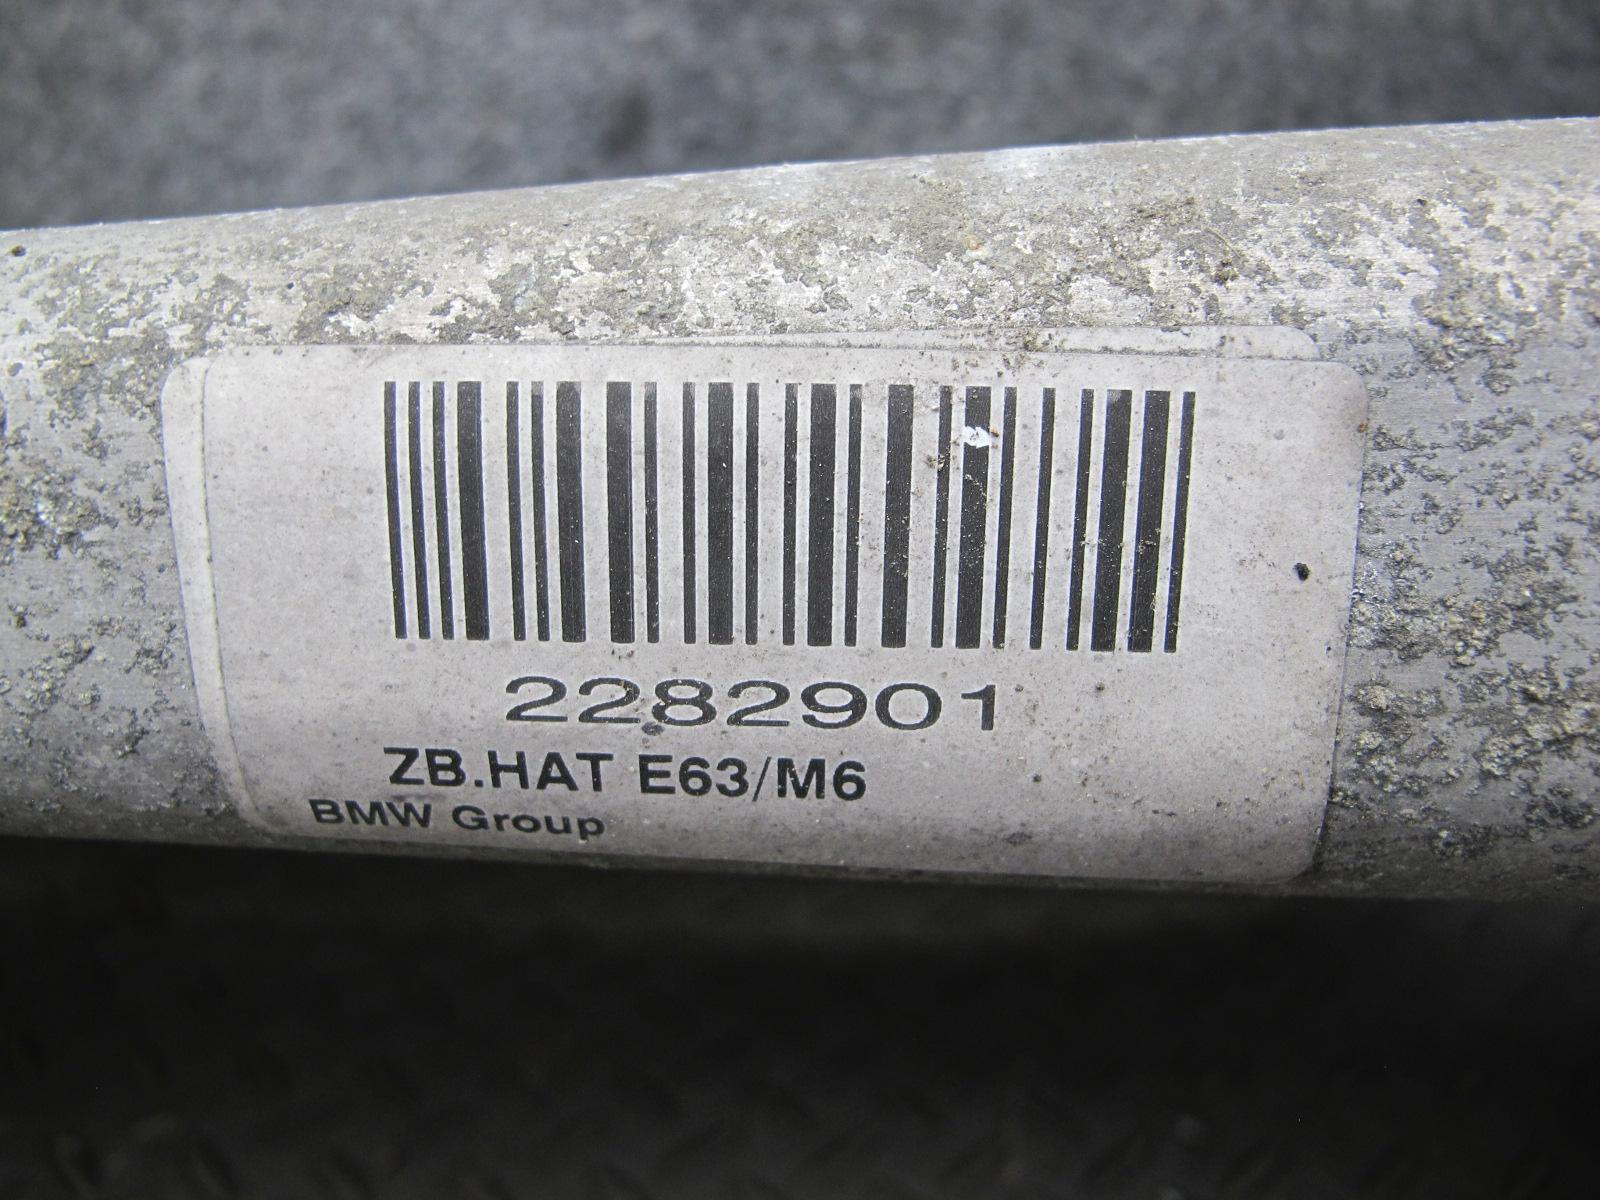 2282901
ZB.HAT E63/M6
BMW Group